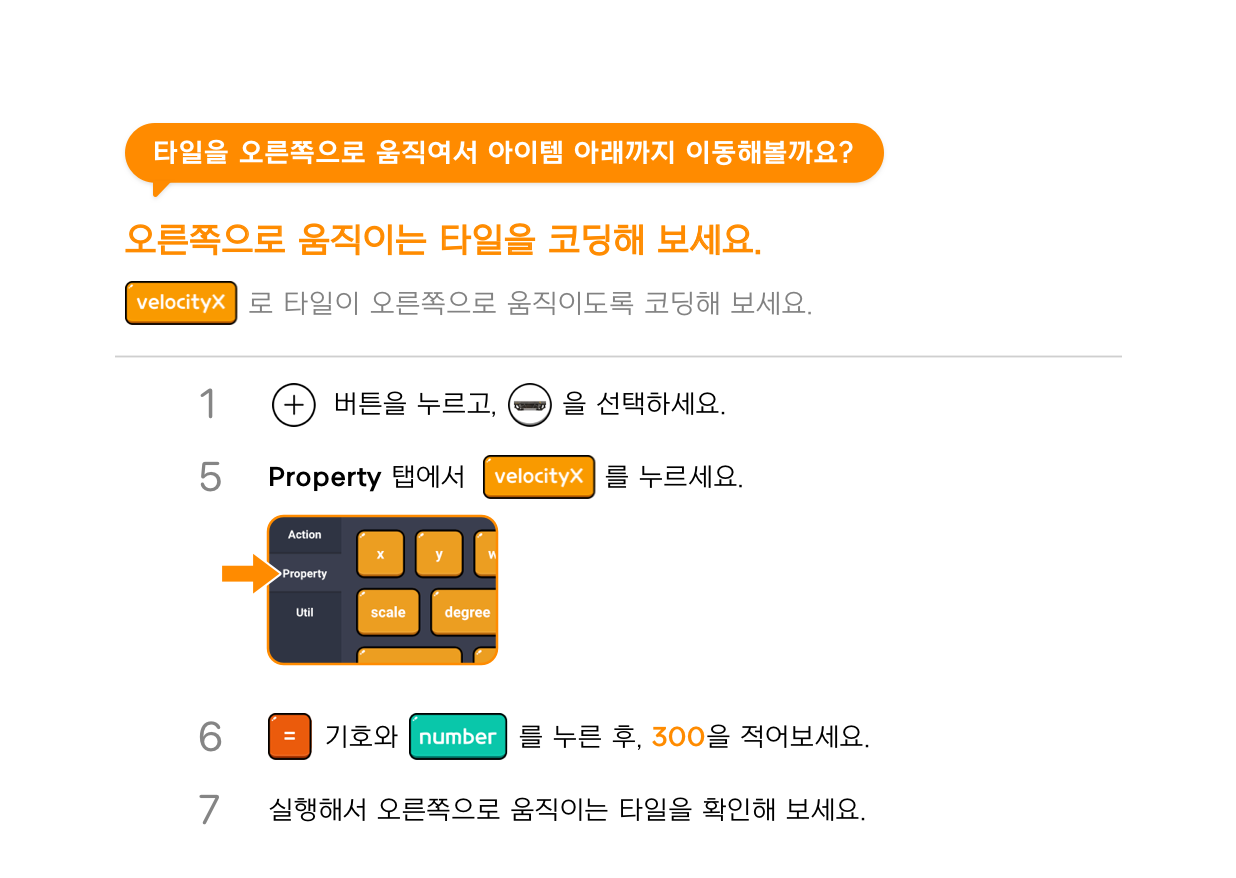 타일을 오른쪽으로 움직여서 아이템 아래까지 이동해볼까요?
오른쪽으로 움직이는 타일을 코딩해 보세요.
velocityX 로 타일이 오른쪽으로 움직이도록 코딩해 보세요.
1 + 버튼을 누르고, 을 선택하세요.
5 Property 탭에서 velocityX 를 누르세요.
Action
x y w
Property
Util scale degree
6 = 기호와 number 를 누른 후, 300을 적어보세요.
7 실행해서 오른쪽으로 움직이는 타일을 확인해 보세요.